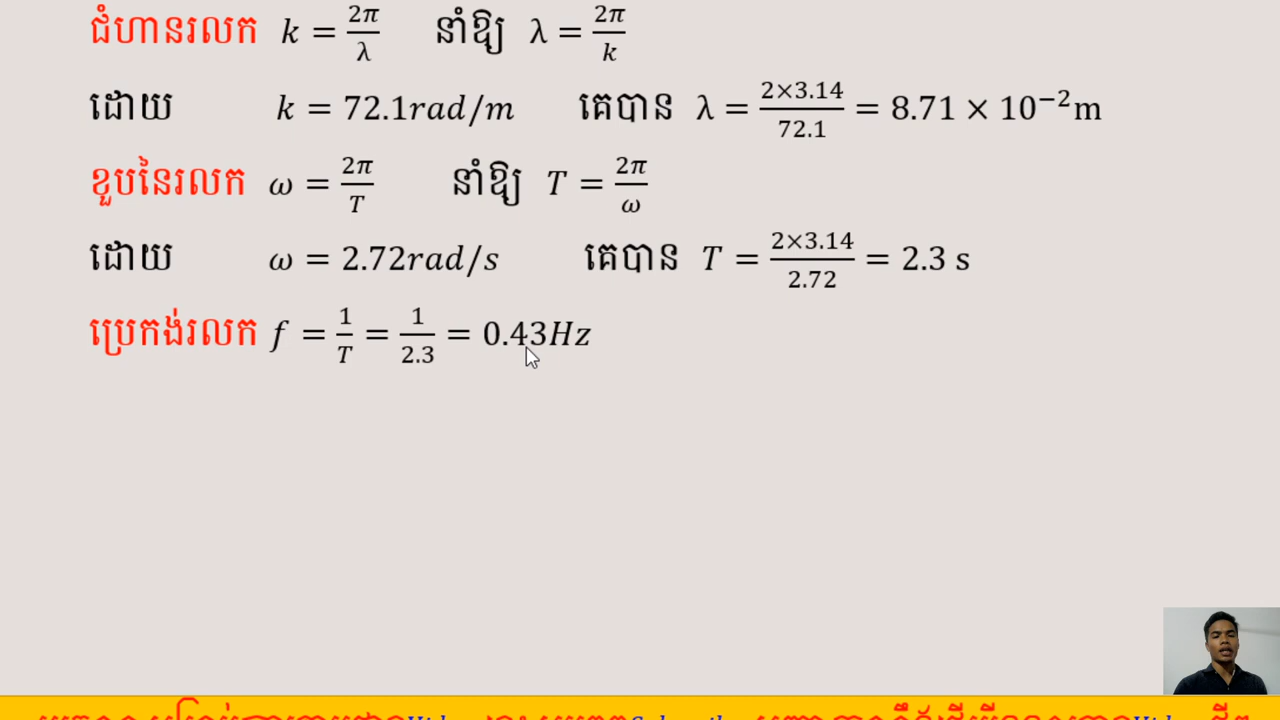 ជំហានរលក k = 2π/λ នាំឱ្យ λ = 2π/k
ដោយ k = 72.1rad/m គេបាន λ = 2×3.14/72.1 = 8.71 × 10⁻²m
ខួបនៃរលក ω = 2π/T នាំឱ្យ T = 2π/ω
ដោយ ω = 2.72rad/s គេបាន T = 2×3.14/2.72 = 2.3 s
ប្រេកង់រលក f = 1/T = 1/2.3 = 0.43Hz